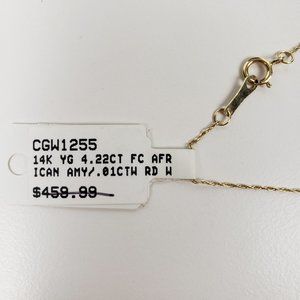 CGW1255
14K YG 4.22CT FC AFR
ICAN AMY/.01CTW RD W
$459.99